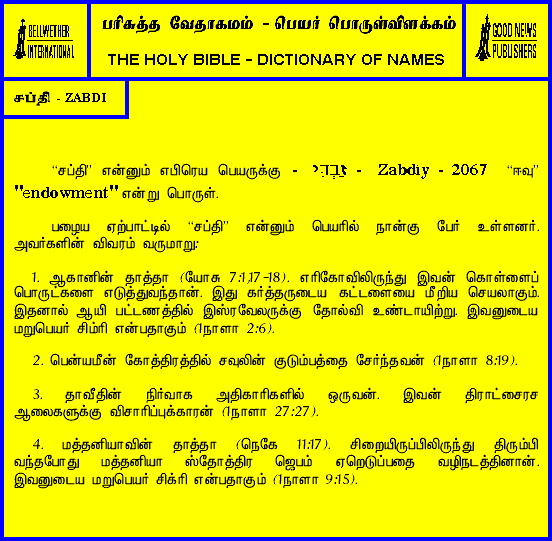 BELLWETHER
INTERNATIONAL
பரிசுத்த வேதாகமம் - பெயர் பொருள்விளக்கம்
THE HOLY BIBLE - DICTIONARY OF NAMES
GOOD NEWS
PUBLISHERS
சப்தி - ZABDI
“சப்தி” என்னும் எபிரெய பெயருக்கு - זַבְדִּי - Zabdiy - 2067 “ஈவு”
"endowment" என்று பொருள்.
பழைய ஏற்பாட்டில் “சப்தி” என்னும் பெயரில் நான்கு பேர் உள்ளனர்.
அவர்களின் விவரம் வருமாறு:
1. ஆகானின் தாத்தா (யோசு 7:1,17-18). எரிகோவிலிருந்து இவன் கொள்ளைப்
பொருட்களை எடுத்துவந்தான். இது கர்த்தருடைய கட்டளையை மீறிய செயலாகும்.
இதனால் ஆயி பட்டணத்தில் இஸ்ரவேலருக்கு தோல்வி உண்டாயிற்று. இவனுடைய
மறுபெயர் சிம்ரி என்பதாகும் (1நாளா 2:6).
2. பென்யமீன் கோத்திரத்தில் சவுலின் குடும்பத்தை சேர்ந்தவன் (1நாளா 8:19).
3. தாவீதின் நிர்வாக அதிகாரிகளில் ஒருவன். இவன் திராட்சைரச
ஆலைகளுக்கு விசாரிப்புக்காரன் (1நாளா 27:27).
4. மத்தனியாவின் தாத்தா (நெகே 11:17). சிறையிருப்பிலிருந்து திரும்பி
வந்தபோது மத்தனியா ஸ்தோத்திர ஜெபம் ஏறெடுப்பதை வழிநடத்தினான்.
இவனுடைய மறுபெயர் சிக்ரி என்பதாகும் (1நாளா 9:15).